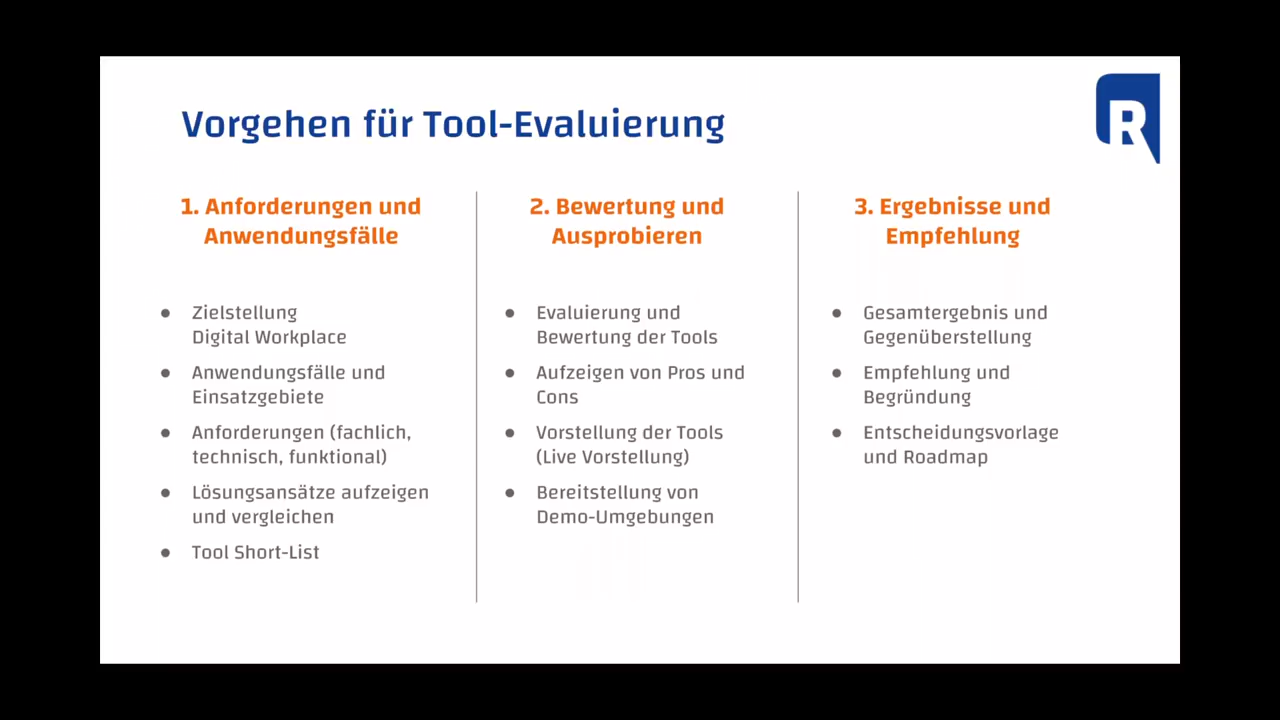 Vorgehen für Tool-Evaluierung
R
1. Anforderungen und
Anwendungsfälle
● Zielstellung
Digital Workplace
● Anwendungsfälle und
Einsatzgebiete
● Anforderungen (fachlich,
technisch, funktional)
● Lösungsansätze aufzeigen
und vergleichen
● Tool Short-List
2. Bewertung und
Ausprobieren
● Evaluierung und
Bewertung der Tools
● Aufzeigen von Pros und
Cons
● Vorstellung der Tools
(Live Vorstellung)
● Bereitstellung von
Demo-Umgebungen
3. Ergebnisse und
Empfehlung
● Gesamtergebnis und
Gegenüberstellung
● Empfehlung und
Begründung
● Entscheidungsvorlage
und Roadmap